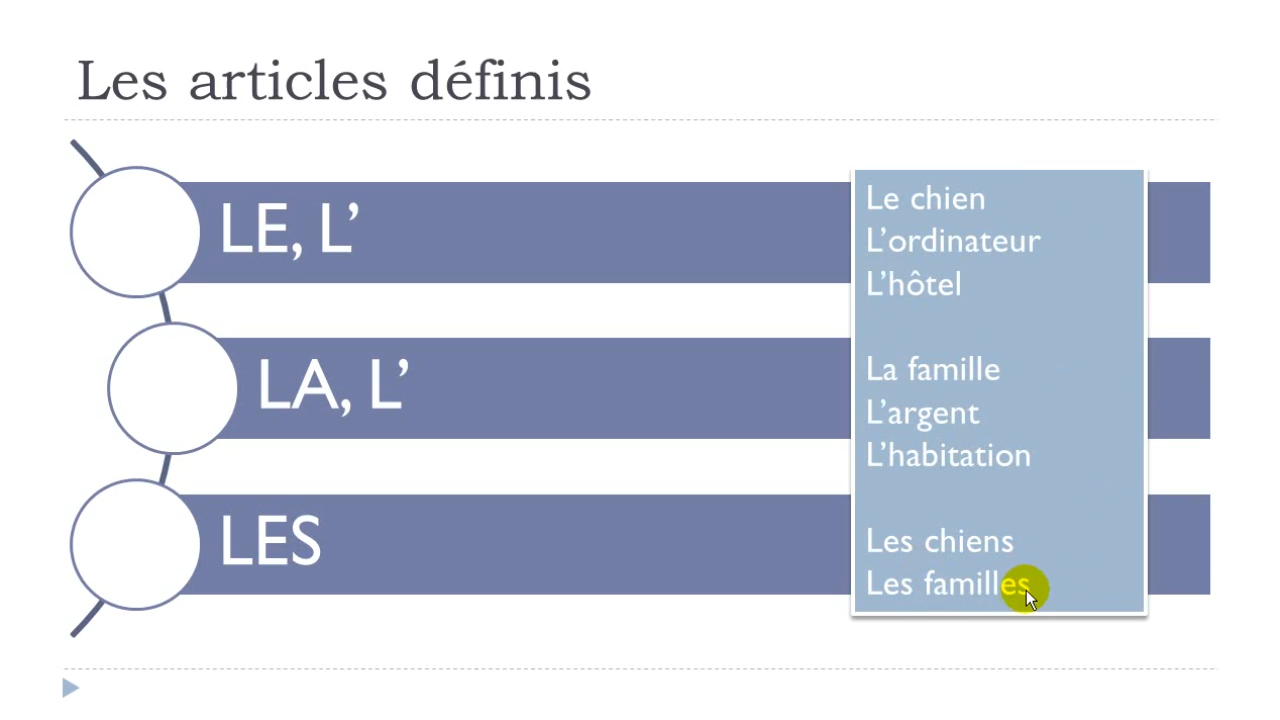 Les articles définis
LE, L’
LA, L’
LES
Le chien
L’ordinateur
L’hôtel
La famille
L’argent
L’habitation
Les chiens
Les familles